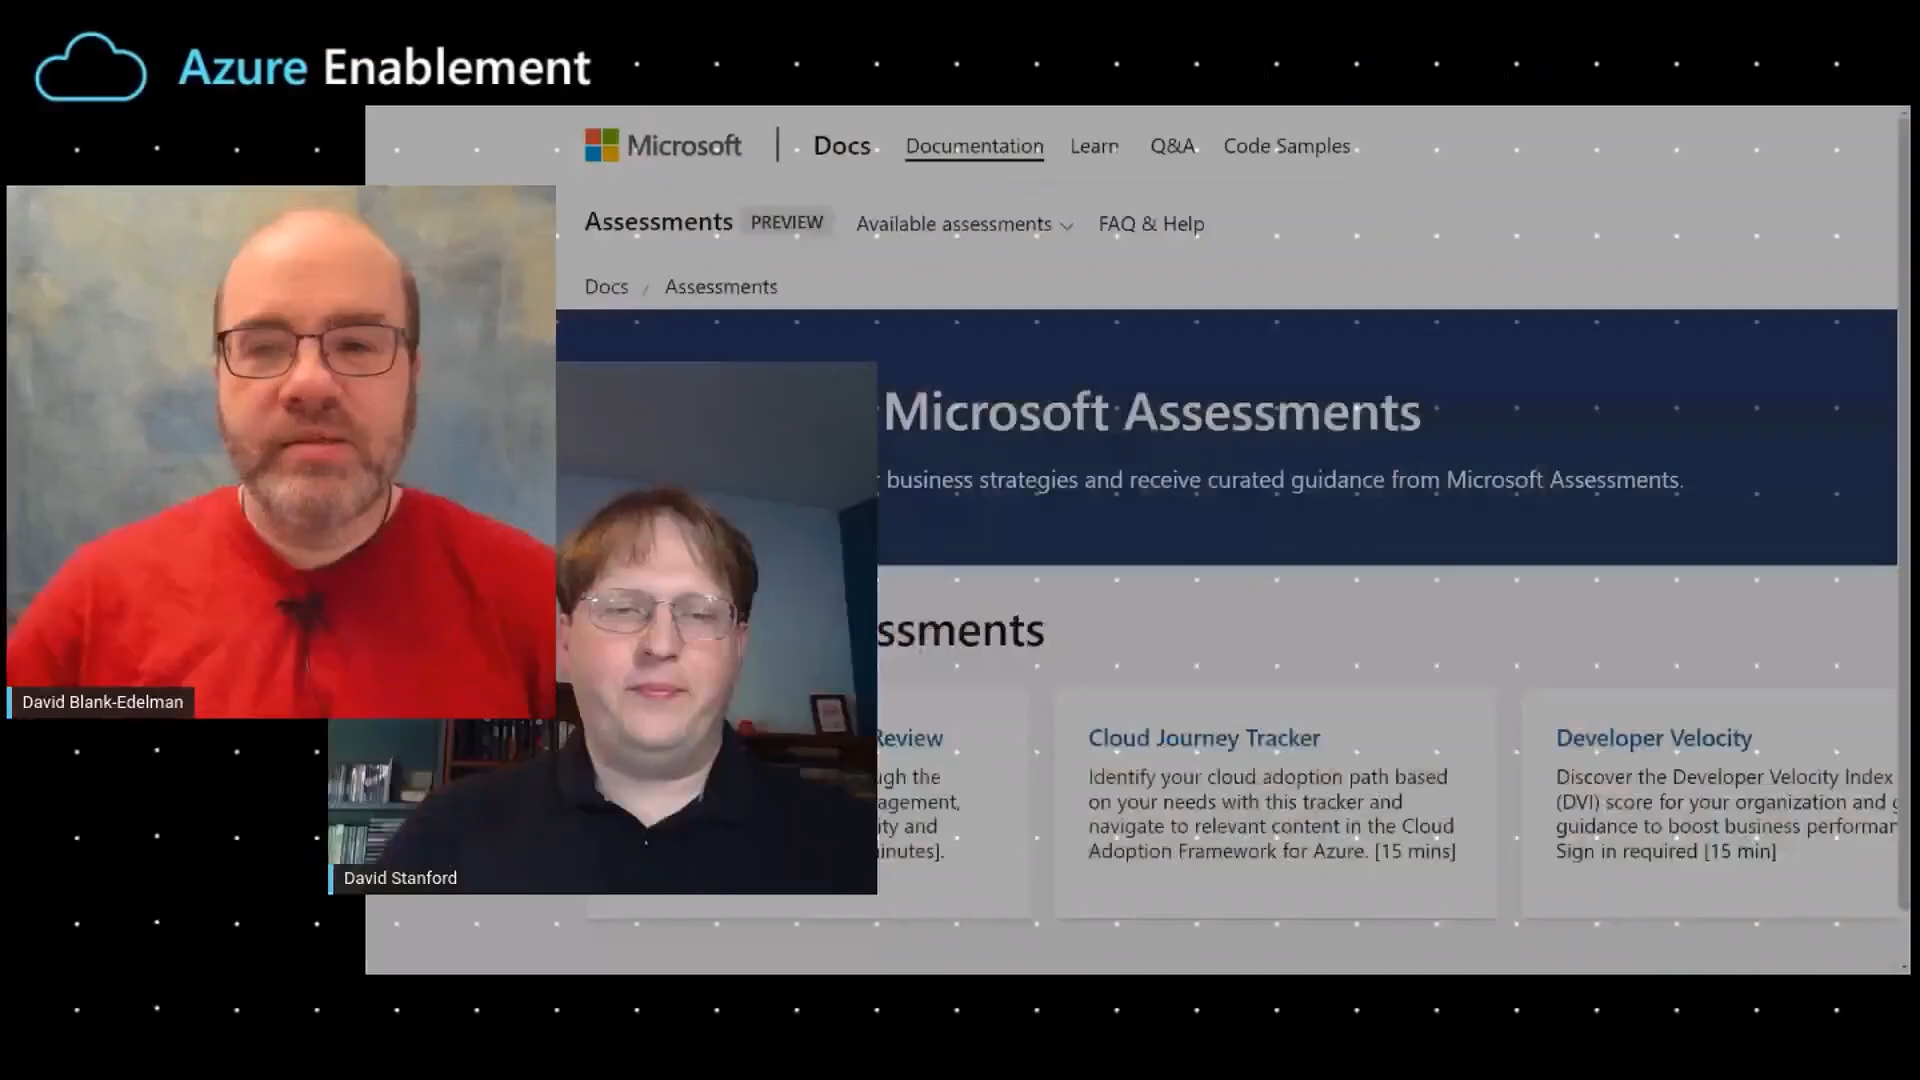 Azure Enablement
Microsoft | Docs Documentation Learn Q&A Code Samples
Assessments PREVIEW Available assessments FAQ & Help
Docs / Assessments
Microsoft Assessments
business strategies and receive curated guidance from Microsoft Assessments.
ssments
Review
ugh the
agement,
ity and
inutes].
Cloud Journey Tracker
Identify your cloud adoption path based
on your needs with this tracker and
navigate to relevant content in the Cloud
Adoption Framework for Azure. [15 mins]
Developer Velocity
Discover the Developer Velocity Index
(DVI) score for your organization and
guidance to boost business performan
Sign in required [15 min]
David Blank-Edelman
David Stanford